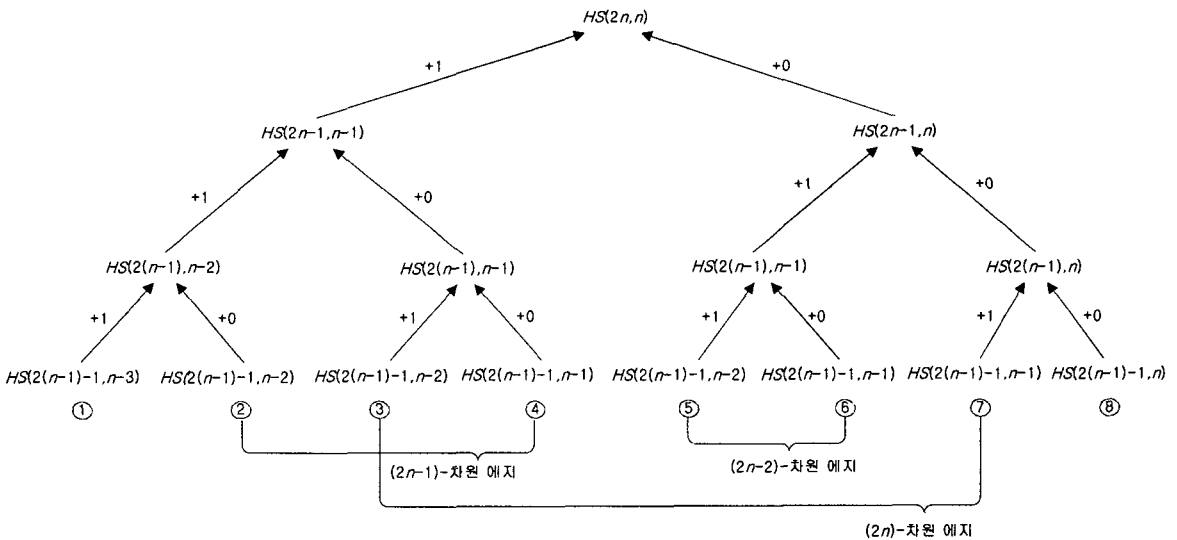 HS(2n,n)
+1
+0
HS(2n-1,n-1)
HS(2n-1,n)
+1
+0
+1
+0
HS(2(n-1),n-2)
HS(2(n-1),n-1)
HS(2(n-1),n-1)
HS(2(n-1),n)
+1
+0
+1
+0
+1
+0
+1
+0
HS(2(n-1)-1,n-3)
HS(2(n-1)-1,n-2)
HS(2(n-1)-1,n-2)
HS(2(n-1)-1,n-1)
HS(2(n-1)-1,n-2)
HS(2(n-1)-1,n-1)
HS(2(n-1)-1,n-1)
HS(2(n-1)-1,n)
①
②
③
④
⑤
⑥
⑦
⑧
(2n-1)-차원 에지
(2n-2)-차원 에지
(2n)-차원 에지